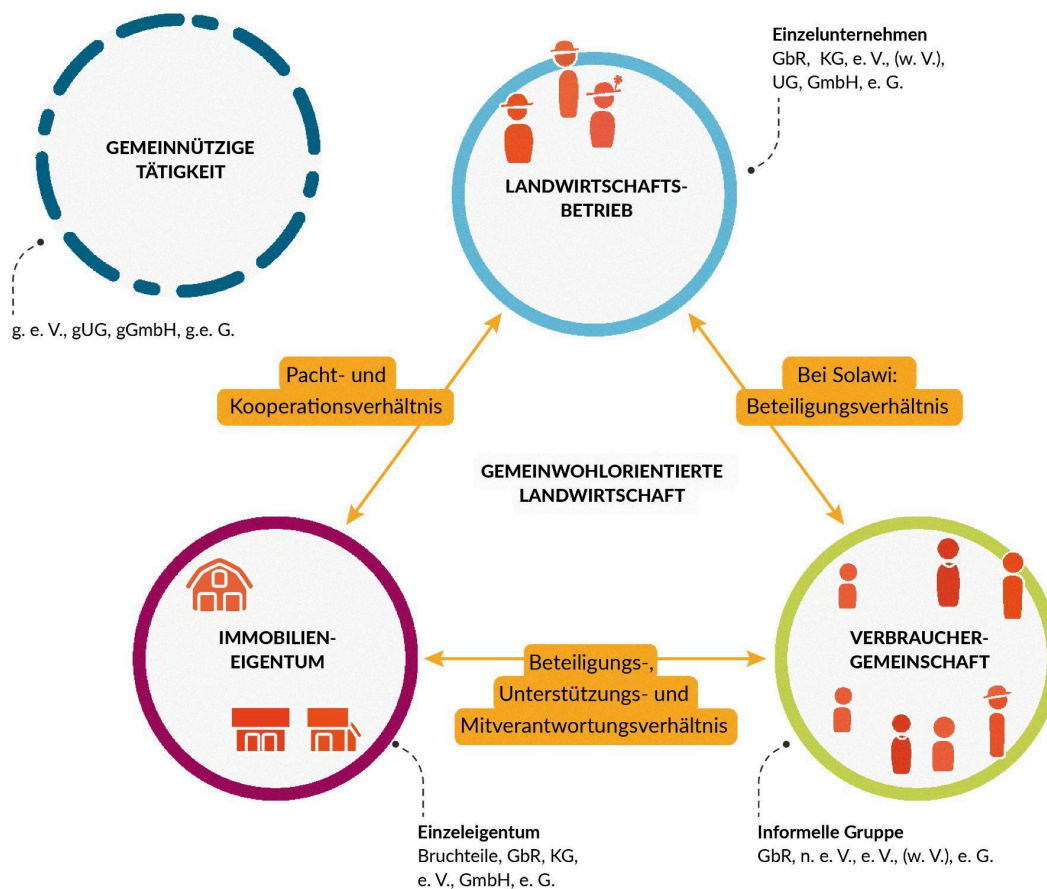 Einzelunternehmen
GbR, KG, e. V., (w. V.),
UG, GmbH, e. G.
GEMEINNÜTZIGE
TÄTIGKEIT
LANDWIRTSCHAFTS-
BETRIEB
g. e. V., gUG, gGmbH, g.e. G.
Pacht- und
Kooperationsverhältnis
Bei Solawi:
Beteiligungsverhältnis
GEMEINWOHLORIENTIERTE
LANDWIRTSCHAFT
IMMOBILIEN-
EIGENTUM
Beteiligungs-,
Unterstützungs- und
Mitverantwortungsverhältnis
VERBRAUCHER-
GEMEINSCHAFT
Einzeleigentum
Bruchteile, GbR, KG,
e. V., GmbH, e. G.
Informelle Gruppe
GbR, n. e. V., e. V., (w. V.), e. G.